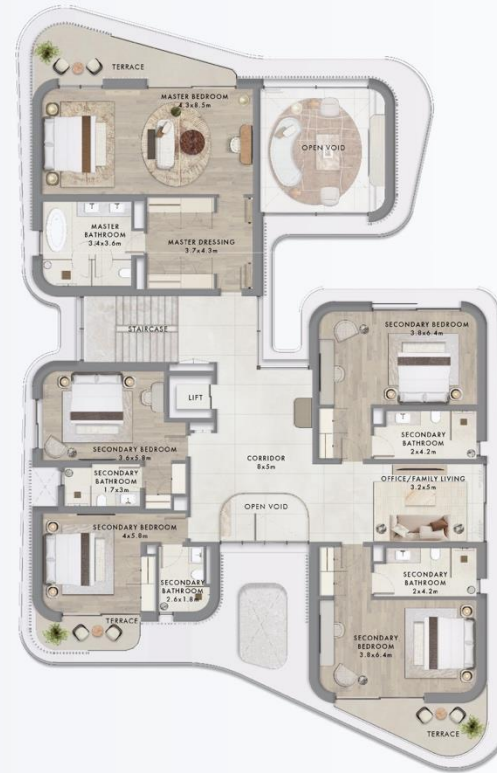 TERRACE
MASTER BEDROOM
4.3x8.5m
OPEN VOID
MASTER
BATHROOM
3.4x3.6m
MASTER DRESSING
3.7x4.3m
STAIRCASE
SECONDARY BEDROOM
3.8x6.4m
LIFT
SECONDARY
BATHROOM
2x4.2m
SECONDARY BEDROOM
3.6x5.8m
CORRIDOR
8x5m
SECONDARY
BATHROOM
1.7x3m
OFFICE/FAMILY LIVING
3.2x5m
OPEN VOID
SECONDARY BEDROOM
4x5.8m
SECONDARY
BATHROOM
2.6x1.8m
SECONDARY
BATHROOM
2x4.2m
TERRACE
SECONDARY
BEDROOM
3.8x6.4m
TERRACE